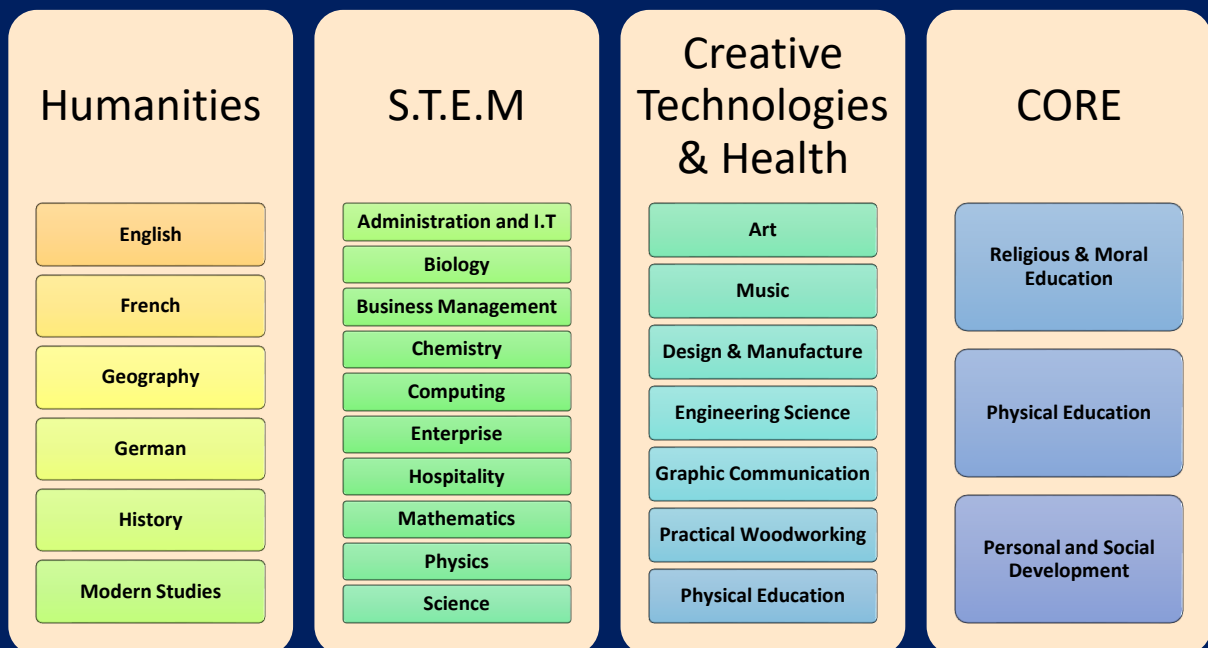 Humanities
English
French
Geography
German
History
Modern Studies
S.T.E.M
Administration and I.T
Biology
Business Management
Chemistry
Computing
Enterprise
Hospitality
Mathematics
Physics
Science
Creative
Technologies
& Health
Art
Music
Design & Manufacture
Engineering Science
Graphic Communication
Practical Woodworking
Physical Education
CORE
Religious & Moral
Education
Physical Education
Personal and Social
Development